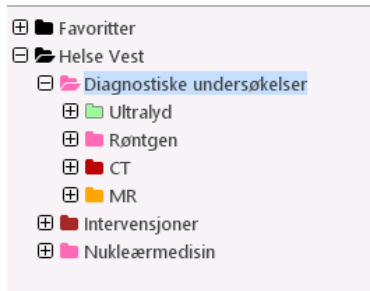 Favoritter
Helse Vest
Diagnostiske undersøkelser
Ultralyd
Røntgen
CT
MR
Intervensjoner
Nukleærmedisin